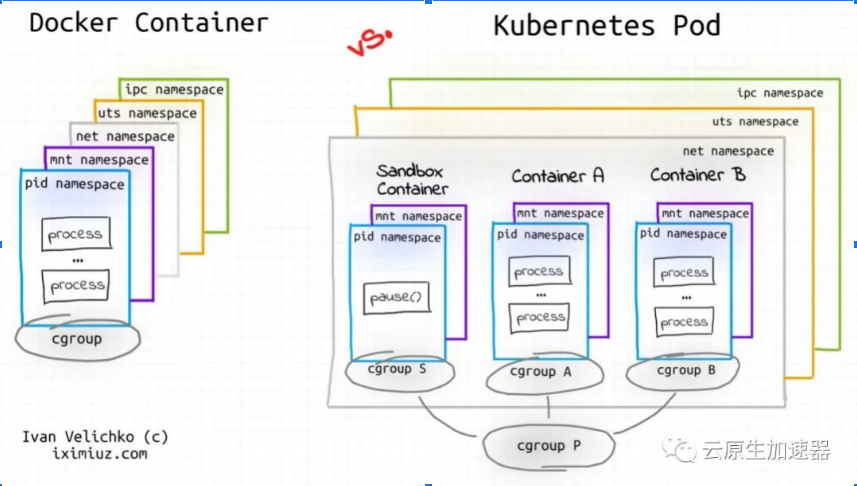 Docker Container
vs.
Kubernetes Pod
ipc namespace
uts namespace
net namespace
mnt namespace
pid namespace
process
...
process
cgroup
Ivan Velichko (c)
iximiuz.com
ipc namespace
uts namespace
net namespace
Sandbox
Container
mnt namespace
pid namespace
pause()
cgroup S
Container A
mnt namespace
pid namespace
process
...
process
cgroup A
Container B
mnt namespace
pid namespace
process
...
process
cgroup B
cgroup P
云原生加速器